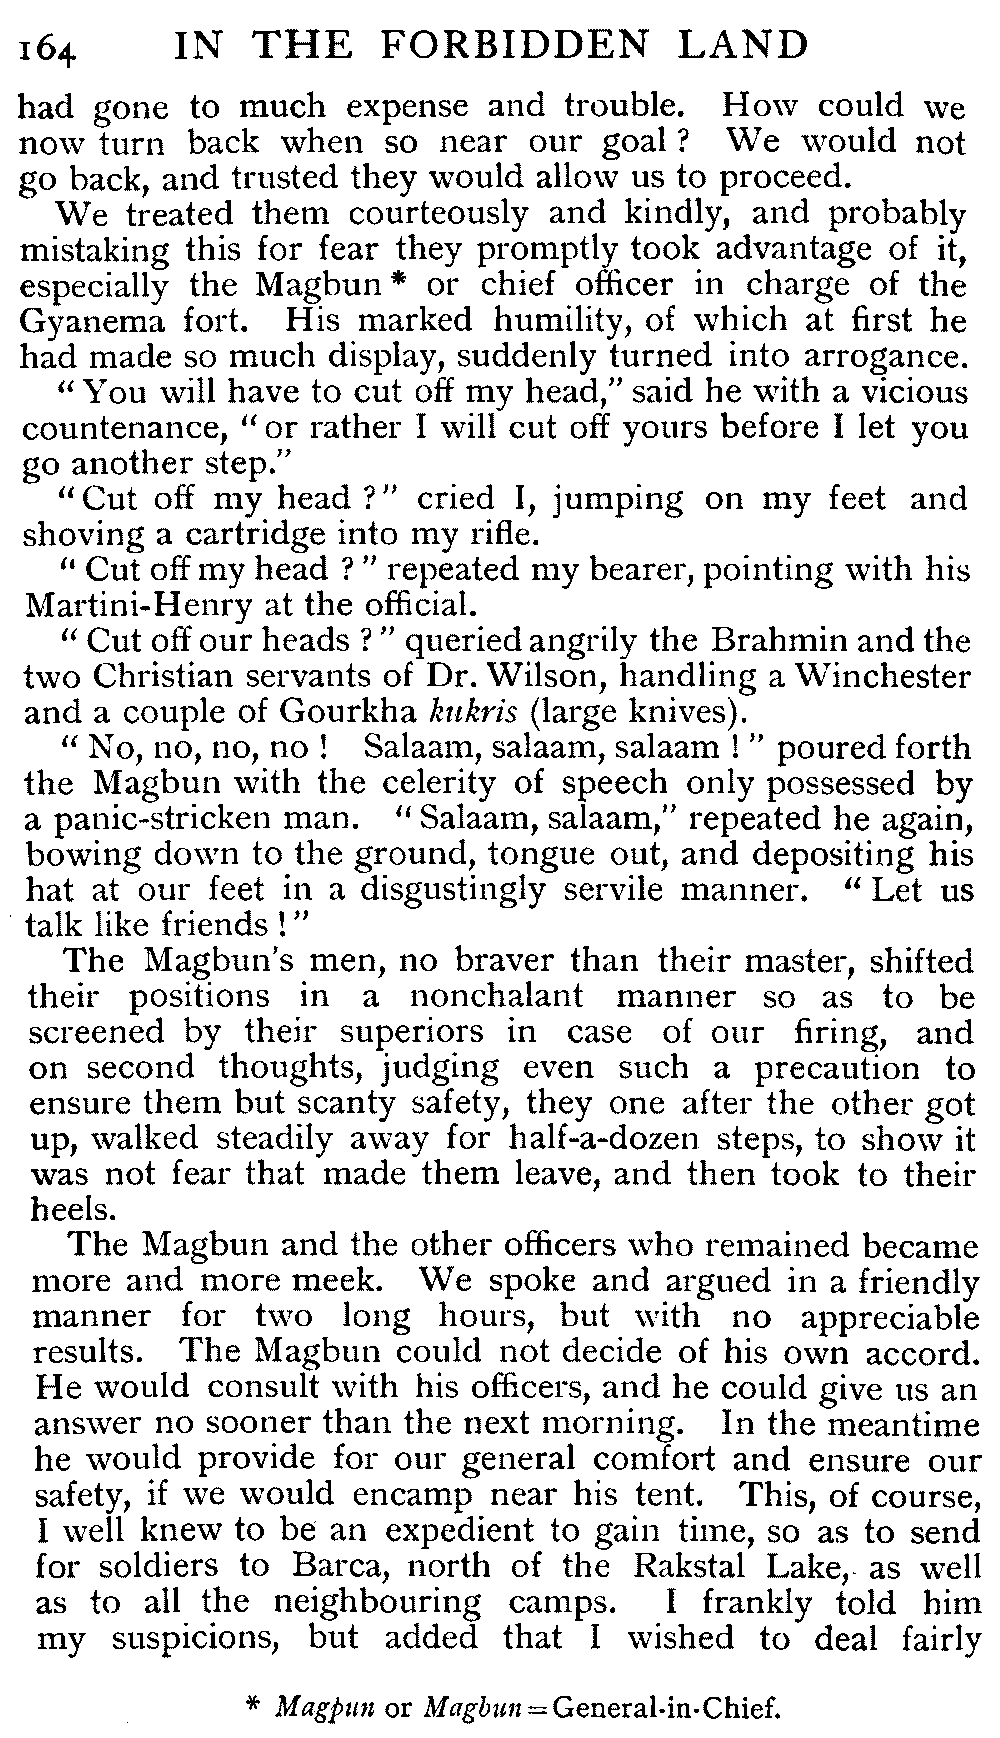 164 IN THE FORBIDDEN LAND
had gone to much expense and trouble. How could we
now turn back when so near our goal? We would not
go back, and trusted they would allow us to proceed.
We treated them courteously and kindly, and probably
mistaking this for fear they promptly took advantage of it,
especially the Magbun * or chief officer in charge of the
Gyanema fort. His marked humility, of which at first he
had made so much display, suddenly turned into arrogance.
“You will have to cut off my head,” said he with a vicious
countenance, “or rather I will cut off yours before I let you
go another step.”
“Cut off my head?” cried I, jumping on my feet and
shoving a cartridge into my rifle.
“Cut off my head?” repeated my bearer, pointing with his
Martini-Henry at the official.
“Cut off our heads?” queried angrily the Brahmin and the
two Christian servants of Dr. Wilson, handling a Winchester
and a couple of Gourkha kukris (large knives).
“No, no, no, no! Salaam, salaam, salaam!” poured forth
the Magbun with the celerity of speech only possessed by
a panic-stricken man. “Salaam, salaam,” repeated he again,
bowing down to the ground, tongue out, and depositing his
hat at our feet in a disgustingly servile manner. “Let us
talk like friends!”
The Magbun's men, no braver than their master, shifted
their positions in a nonchalant manner so as to be
screened by their superiors in case of our firing, and
on second thoughts, judging even such a precaution to
ensure them but scanty safety, they one after the other got
up, walked steadily away for half-a-dozen steps, to show it
was not fear that made them leave, and then took to their
heels.
The Magbun and the other officers who remained became
more and more meek. We spoke and argued in a friendly
manner for two long hours, but with no appreciable
results. The Magbun could not decide of his own accord.
He would consult with his officers, and he could give us an
answer no sooner than the next morning. In the meantime
he would provide for our general comfort and ensure our
safety, if we would encamp near his tent. This, of course,
I well knew to be an expedient to gain time, so as to send
for soldiers to Barca, north of the Rakstal Lake, as well
as to all the neighbouring camps. I frankly told him
my suspicions, but added that I wished to deal fairly
* Magpun or Magbun = General-in-Chief.